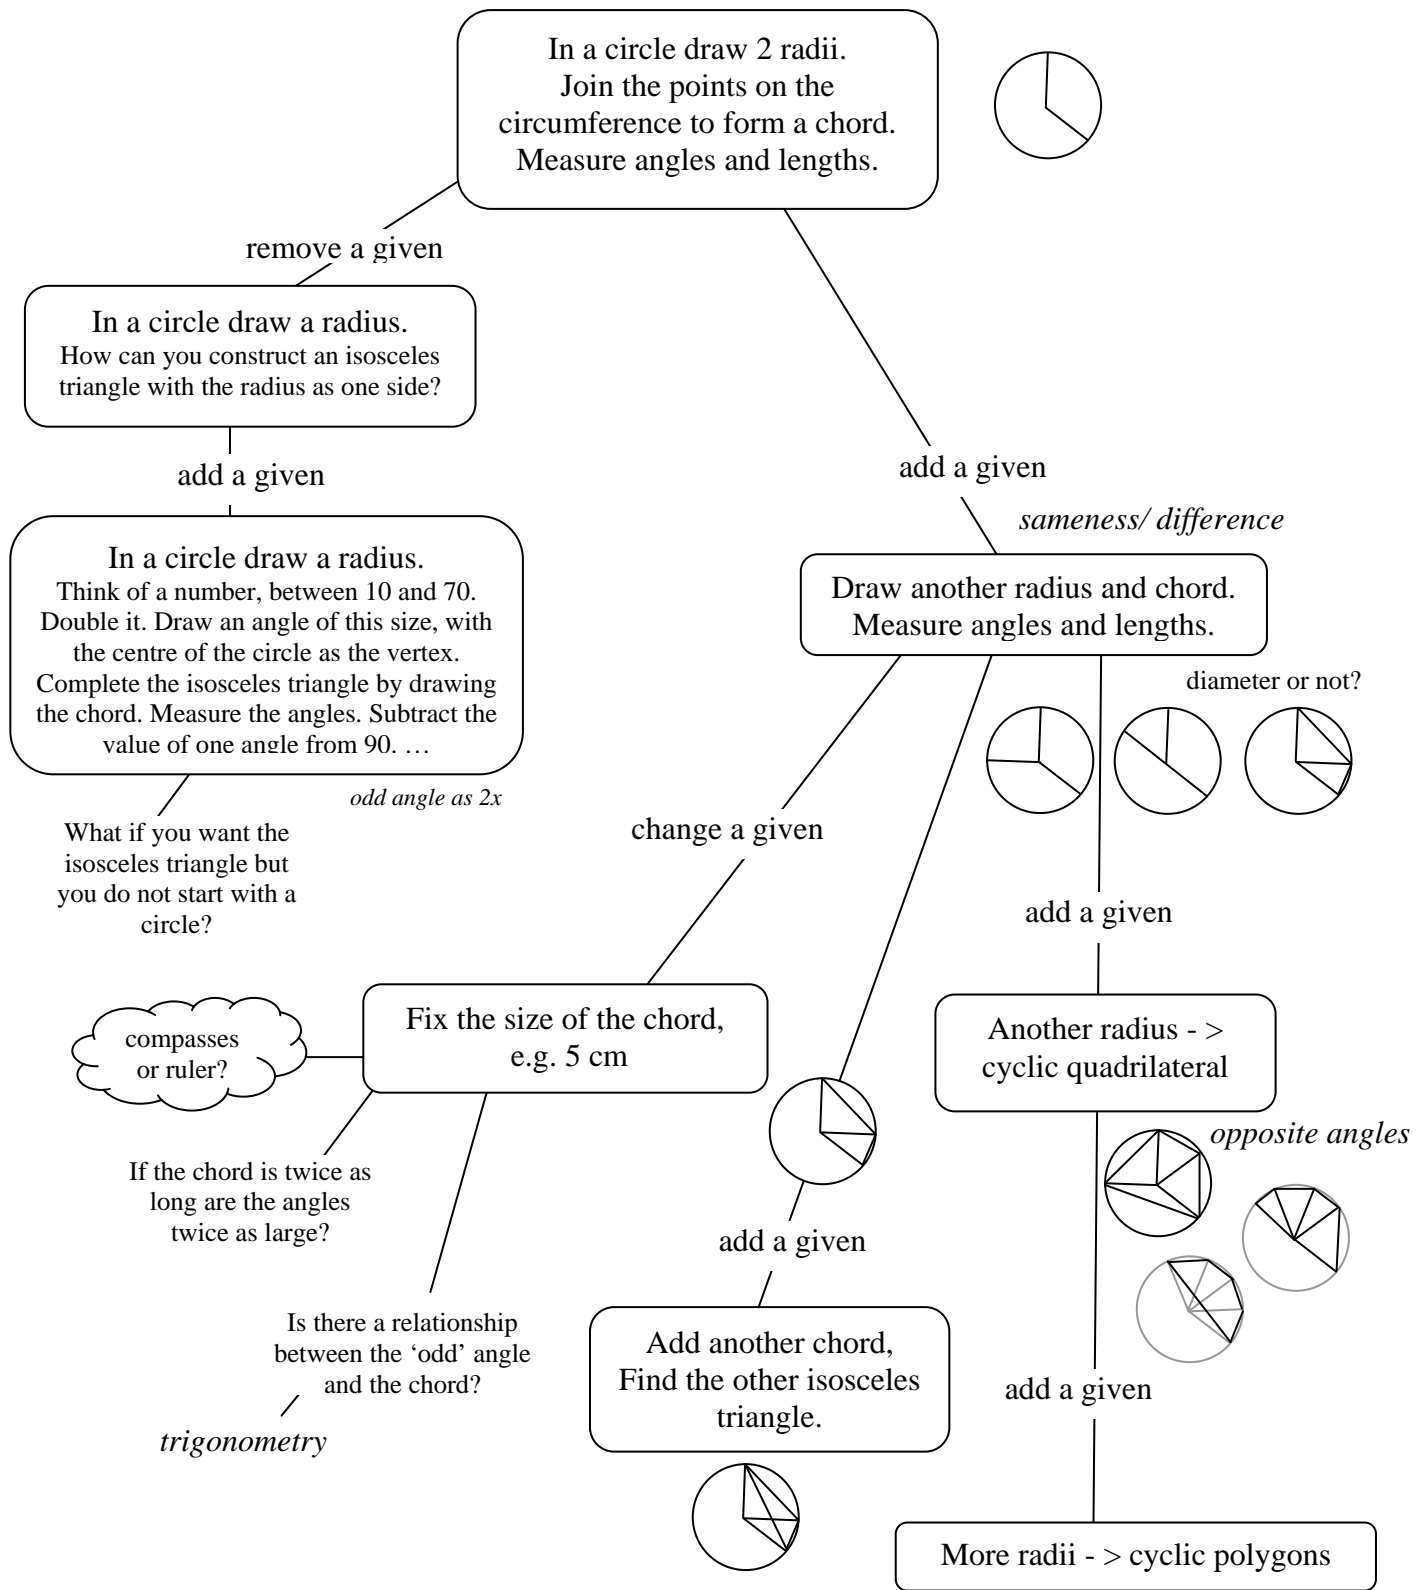 In a circle draw 2 radii.
Join the points on the
circumference to form a chord.
Measure angles and lengths.
remove a given
In a circle draw a radius.
How can you construct an isosceles
triangle with the radius as one side?
add a given
In a circle draw a radius.
Think of a number, between 10 and 70.
Double it. Draw an angle of this size, with
the centre of the circle as the vertex.
Complete the isosceles triangle by drawing
the chord. Measure the angles. Subtract the
value of one angle from 90. …
odd angle as 2x
What if you want the
isosceles triangle but
you do not start with a
circle?
add a given
sameness/ difference
Draw another radius and chord.
Measure angles and lengths.
diameter or not?
change a given
Fix the size of the chord,
e.g. 5 cm
compasses
or ruler?
If the chord is twice as
long are the angles
twice as large?
Is there a relationship
between the ‘odd’ angle
and the chord?
trigonometry
add a given
Add another chord,
Find the other isosceles
triangle.
add a given
Another radius - >
cyclic quadrilateral
opposite angles
add a given
More radii - > cyclic polygons